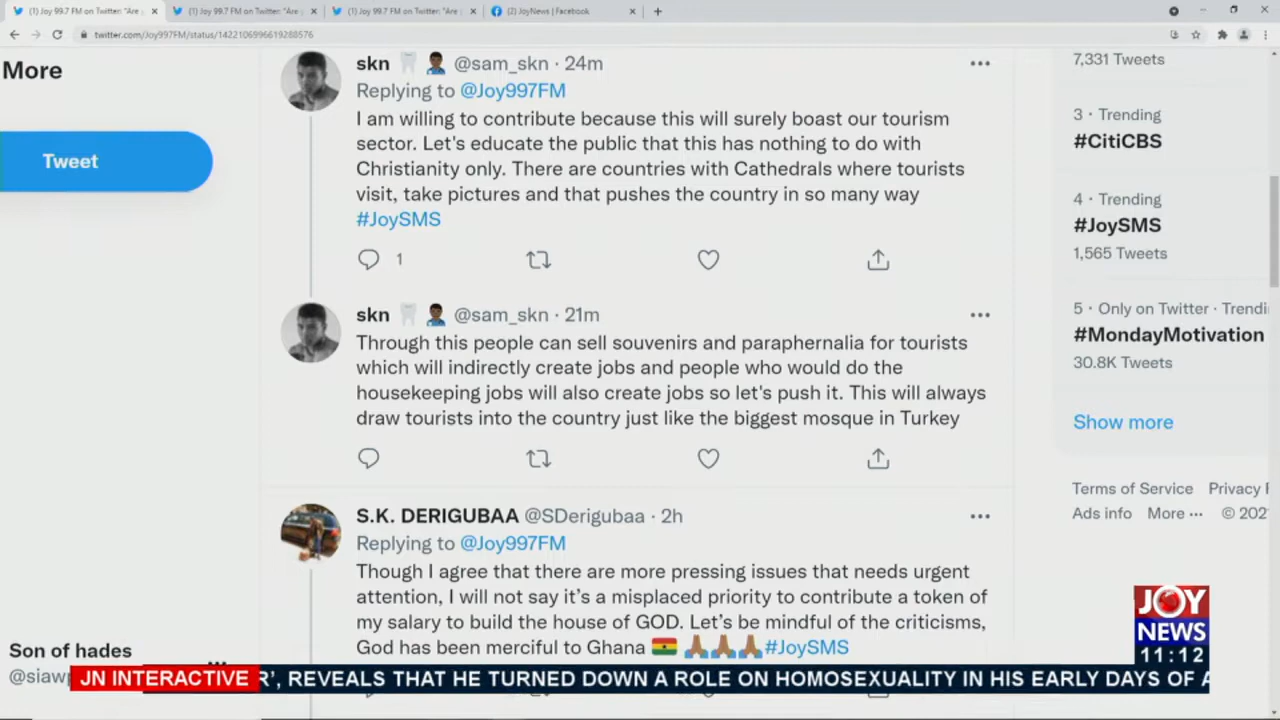 (1) Joy 99.7 FM on Twitter: "Are
(1) Joy 99.7 FM on Twitter: "Are
(1) Joy 99.7 FM on Twitter: "Are
(2) JoyNews | Facebook
twitter.com/Joy997FM/status/1422106996619288576
More
Tweet
skn @sam_skn · 24m
Replying to @Joy997FM
I am willing to contribute because this will surely boast our tourism
sector. Let's educate the public that this has nothing to do with
Christianity only. There are countries with Cathedrals where tourists
visit, take pictures and that pushes the country in so many way
#JoySMS
1
skn @sam_skn · 21m
Through this people can sell souvenirs and paraphernalia for tourists
which will indirectly create jobs and people who would do the
housekeeping jobs will also create jobs so let's push it. This will always
draw tourists into the country just like the biggest mosque in Turkey
S.K. DERIGUBAA @SDerigubaa · 2h
Replying to @Joy997FM
Though I agree that there are more pressing issues that needs urgent
attention, I will not say it's a misplaced priority to contribute a token of
my salary to build the house of GOD. Let's be mindful of the criticisms,
God has been merciful to Ghana 🇬🇭 🙏🏾🙏🏾🙏🏾#JoySMS
7,331 Tweets
3 · Trending
#CitiCBS
4 · Trending
#JoySMS
1,565 Tweets
5 · Only on Twitter · Trendi
#MondayMotivation
30.8K Tweets
Show more
Terms of Service Privacy
Ads info More ··· © 202
Son of hades
@siawp
JOY
NEWS
11:12
JN INTERACTIVE R', REVEALS THAT HE TURNED DOWN A ROLE ON HOMOSEXUALITY IN HIS EARLY DAYS OF